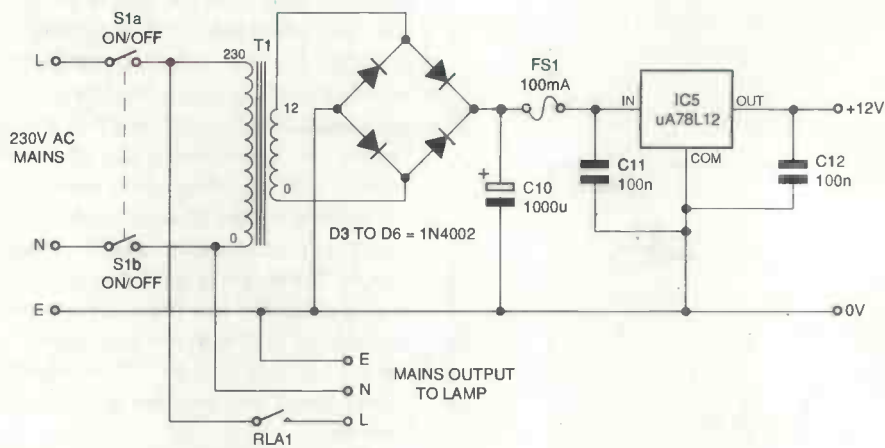 S1a
ON/OFF
L
230V AC
MAINS
N
S1b
ON/OFF
E
T1
230
0
12
0
D3 TO D6 = 1N4002
FS1
100mA
+
C10
1000u
C11
100n
IN
IC5
uA78L12
OUT
COM
C12
100n
+12V
0V
E
N
L
MAINS OUTPUT
TO LAMP
RLA1